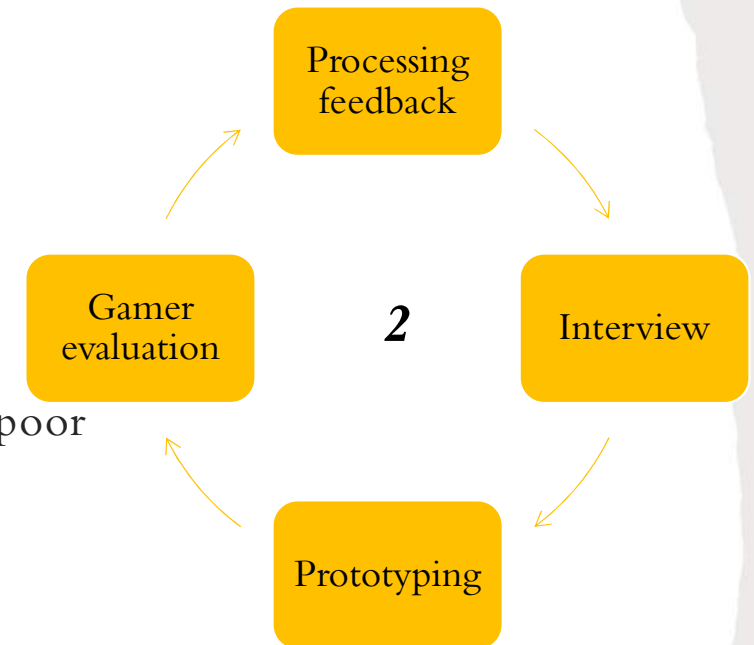 Processing
feedback
Gamer
evaluation
2
Interview
poor
Prototyping